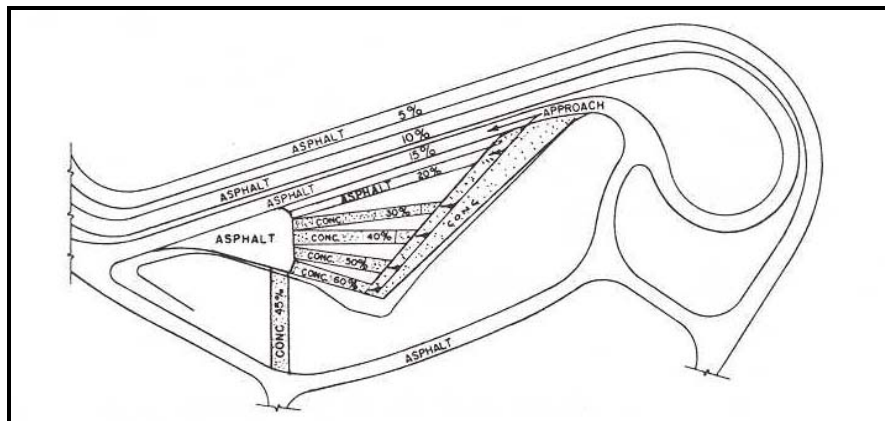 ASPHALT 5%
APPROACH
ASPHALT 10%
ASPHALT 15%
ASPHALT 20%
CONC. 30%
CONC. 40%
CONC. 50%
CONC. 60%
ASPHALT
CONC.
CONC. 45%
ASPHALT